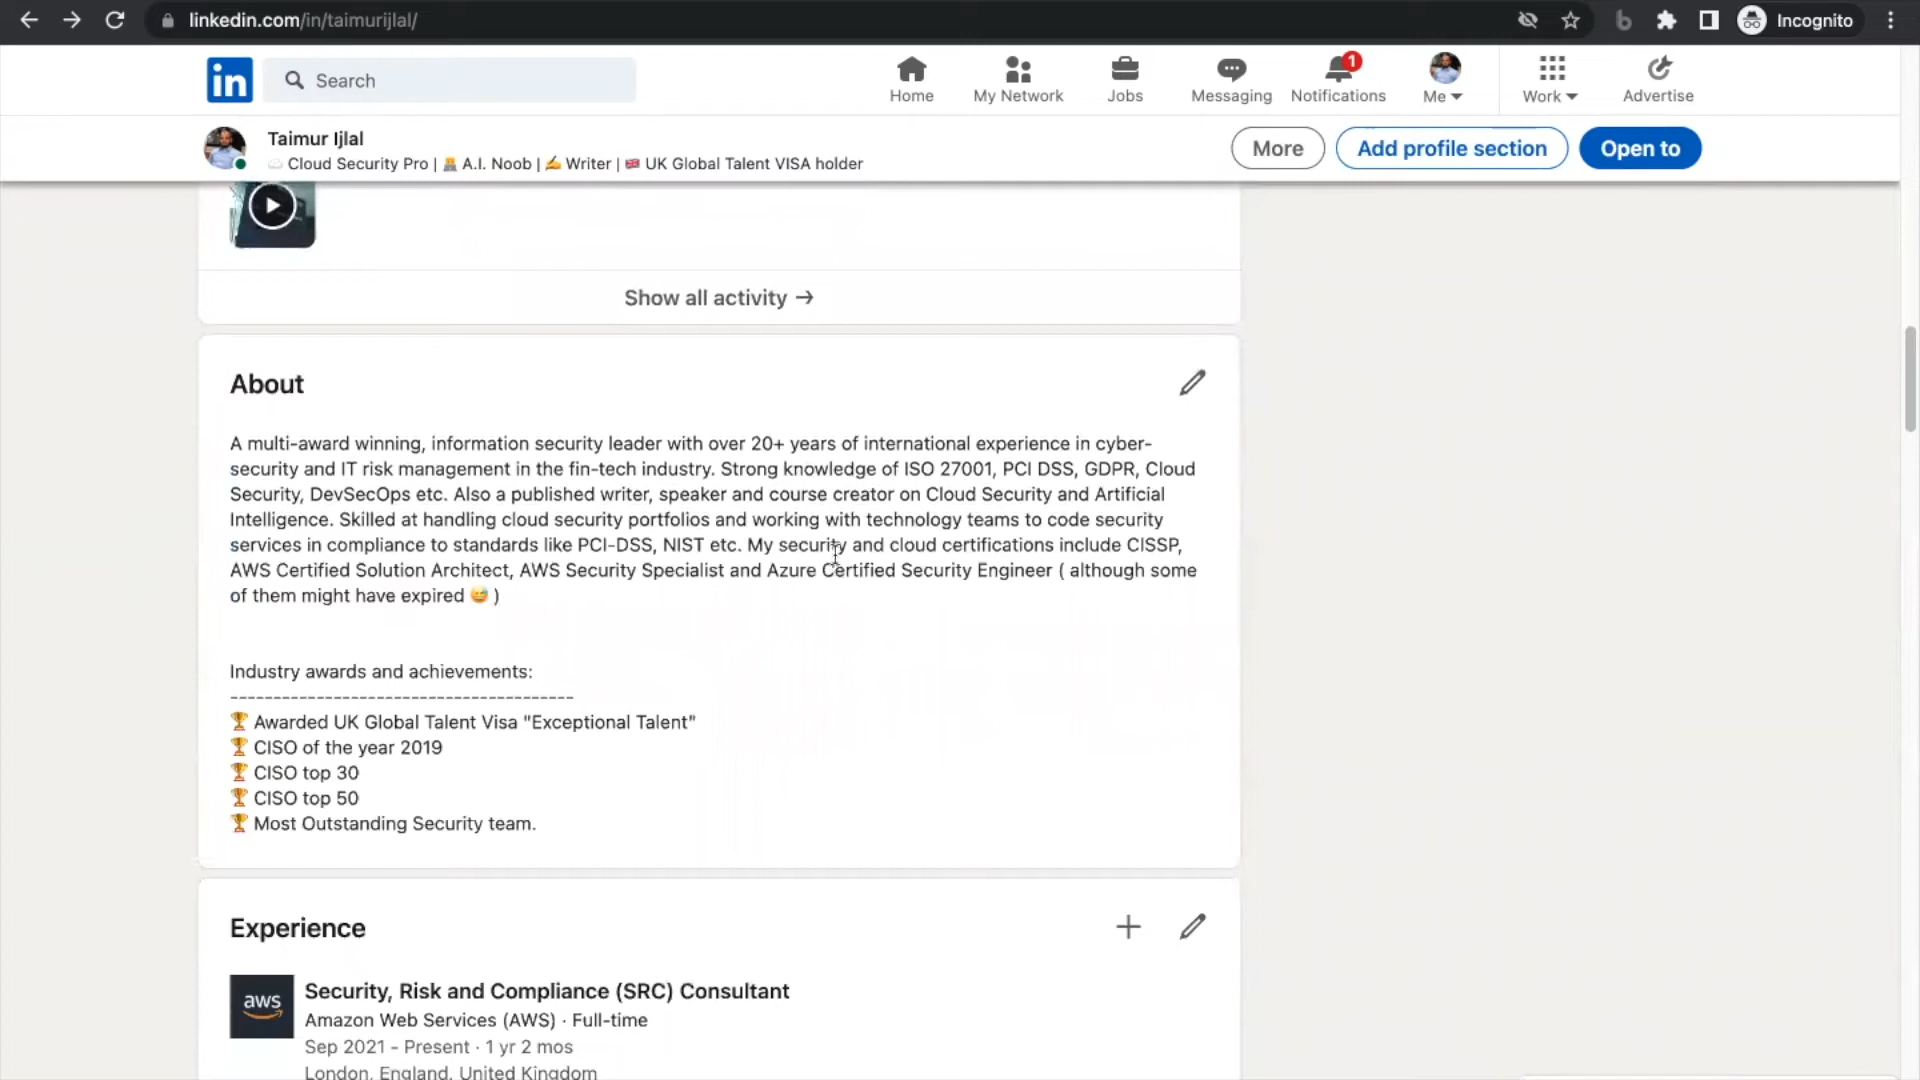 linkedin.com/in/taimurijlal/
Incognito
in
Search
Home
My Network
Jobs
Messaging
1
Notifications
Me
Work
Advertise
Taimur Ijlal
☁️ Cloud Security Pro | 👨‍💻 A.I. Noob | ✍️ Writer | 🇬🇧 UK Global Talent VISA holder
More
Add profile section
Open to
Show all activity →
About
A multi-award winning, information security leader with over 20+ years of international experience in cyber-
security and IT risk management in the fin-tech industry. Strong knowledge of ISO 27001, PCI DSS, GDPR, Cloud
Security, DevSecOps etc. Also a published writer, speaker and course creator on Cloud Security and Artificial
Intelligence. Skilled at handling cloud security portfolios and working with technology teams to code security
services in compliance to standards like PCI-DSS, NIST etc. My security and cloud certifications include CISSP,
AWS Certified Solution Architect, AWS Security Specialist and Azure Certified Security Engineer ( although some
of them might have expired 😅 )
Industry awards and achievements:
----------------------------------------
🏆 Awarded UK Global Talent Visa "Exceptional Talent"
🏆 CISO of the year 2019
🏆 CISO top 30
🏆 CISO top 50
🏆 Most Outstanding Security team.
Experience
aws
Security, Risk and Compliance (SRC) Consultant
Amazon Web Services (AWS) · Full-time
Sep 2021 - Present · 1 yr 2 mos
London, England, United Kingdom